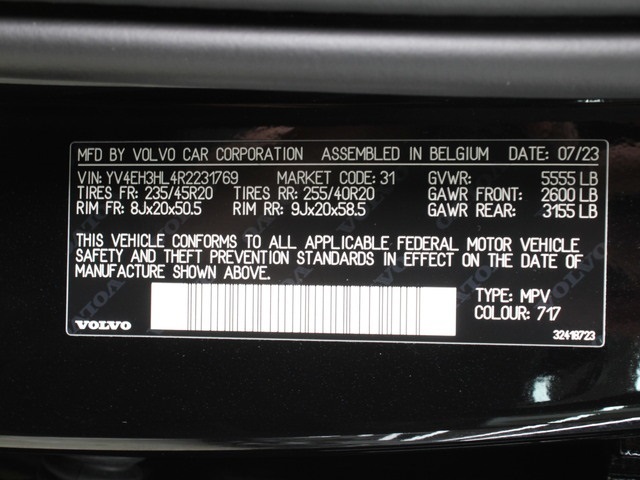 MFD BY VOLVO CAR CORPORATION ASSEMBLED IN BELGIUM DATE: 07/23
VIN: YV4EH3HL4R2231769 MARKET CODE: 31 GVWR: 5555 LB
TIRES FR: 235/45R20 TIRES RR: 255/40R20 GAWR FRONT: 2600 LB
RIM FR: 8Jx20x50.5 RIM RR: 9Jx20x58.5 GAWR REAR: 3155 LB
THIS VEHICLE CONFORMS TO ALL APPLICABLE FEDERAL MOTOR VEHICLE
SAFETY AND THEFT PREVENTION STANDARDS IN EFFECT ON THE DATE OF
MANUFACTURE SHOWN ABOVE.
TYPE: MPV
COLOUR: 717
VOLVO 32418723